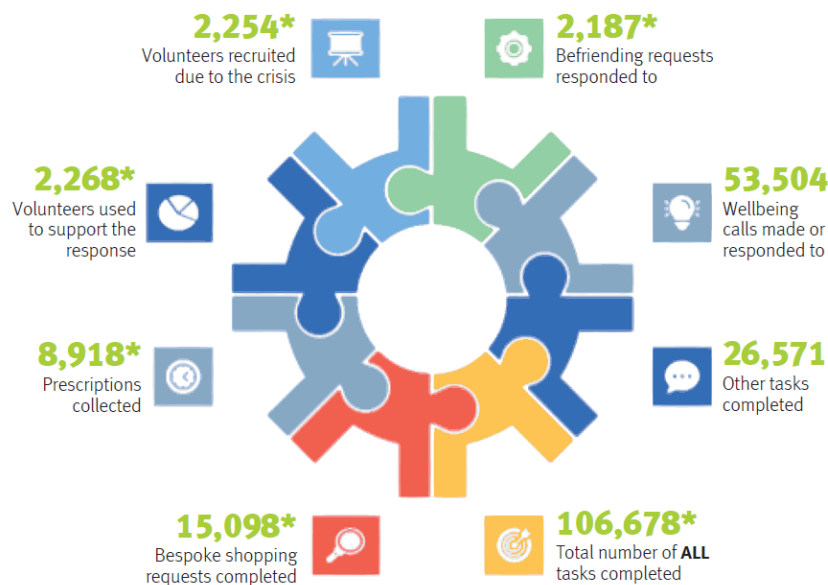 2,254*
Volunteers recruited
due to the crisis
2,187*
Befriending requests
responded to
2,268*
Volunteers used
to support the
response
53,504
Wellbeing
calls made or
responded to
8,918*
Prescriptions
collected
26,571
Other tasks
completed
15,098*
Bespoke shopping
requests completed
106,678*
Total number of ALL
tasks completed